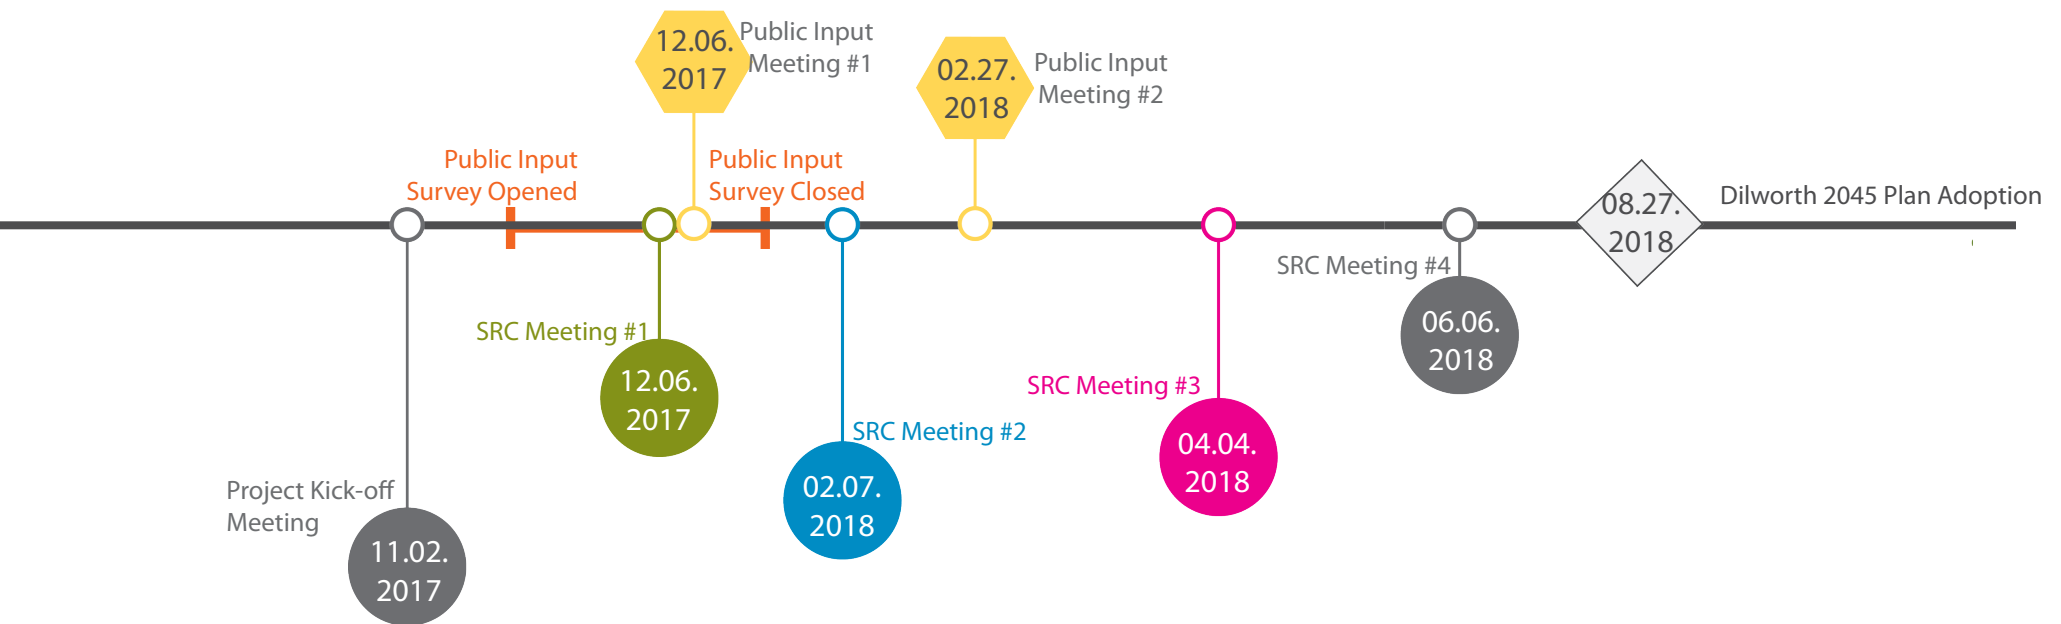 12.06.
2017
Public Input
Meeting #1
02.27.
2018
Public Input
Meeting #2
Public Input
Survey Opened
Public Input
Survey Closed
08.27.
2018
Dilworth 2045 Plan Adoption
SRC Meeting #4
06.06.
2018
SRC Meeting #1
12.06.
2017
SRC Meeting #3
04.04.
2018
SRC Meeting #2
02.07.
2018
Project Kick-off
Meeting
11.02.
2017